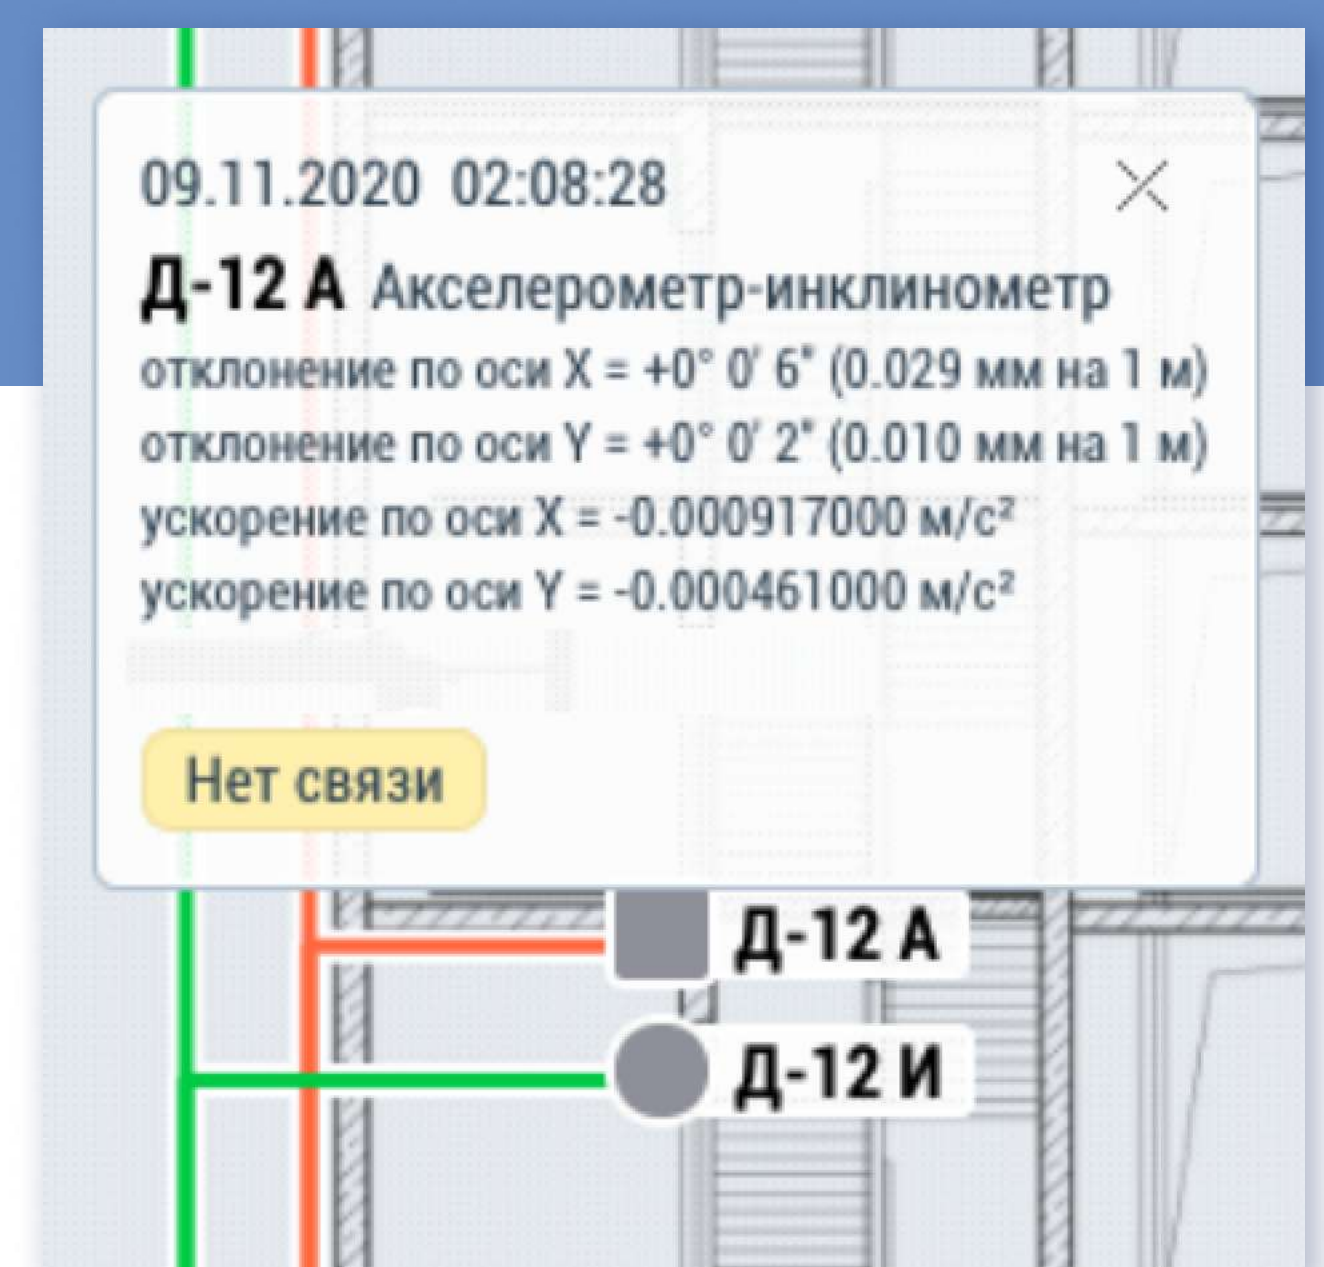 09.11.2020 02:08:28
Д-12 А Акселерометр-инклинометр
отклонение по оси X = +0° 0' 6" (0.029 мм на 1 м)
отклонение по оси Y = +0° 0' 2" (0.010 мм на 1 м)
ускорение по оси X = -0.000917000 м/с²
ускорение по оси Y = -0.000461000 м/с²
Нет связи
Д-12 А
Д-12 И